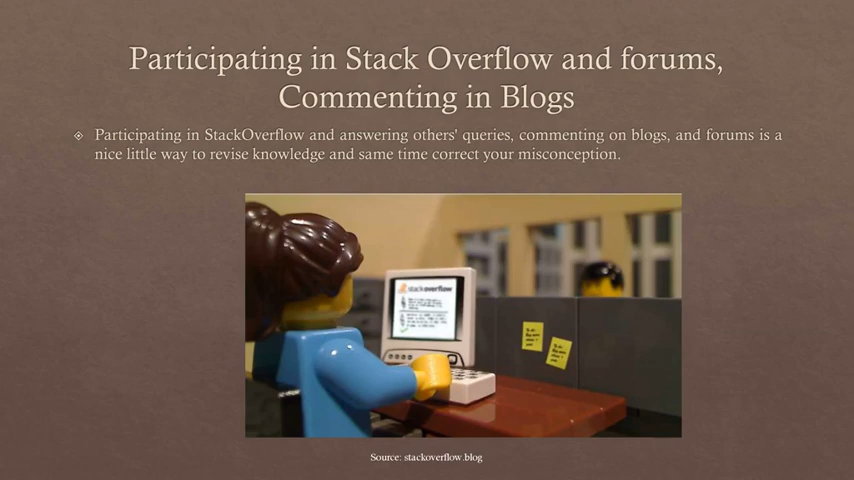 Participating in Stack Overflow and forums,
Commenting in Blogs
Participating in StackOverflow and answering others' queries, commenting on blogs, and forums is a
nice little way to revise knowledge and same time correct your misconception.
stackoverflow
Source: stackoverflow.blog